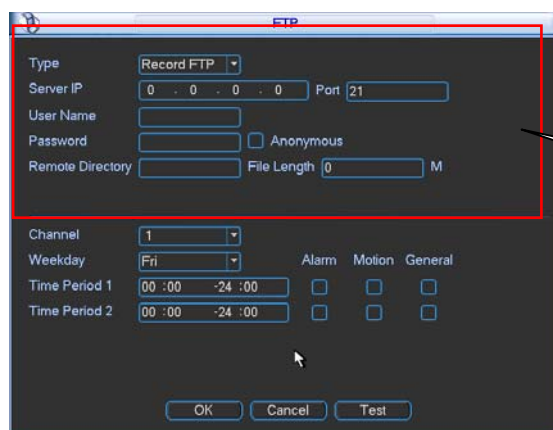 FTP
Type Record FTP
Server IP 0 . 0 . 0 . 0 Port 21
User Name
Password Anonymous
Remote Directory File Length 0 M
Channel 1
Weekday Fri Alarm Motion General
Time Period 1 00 :00 -24 :00
Time Period 2 00 :00 -24 :00
OK Cancel Test